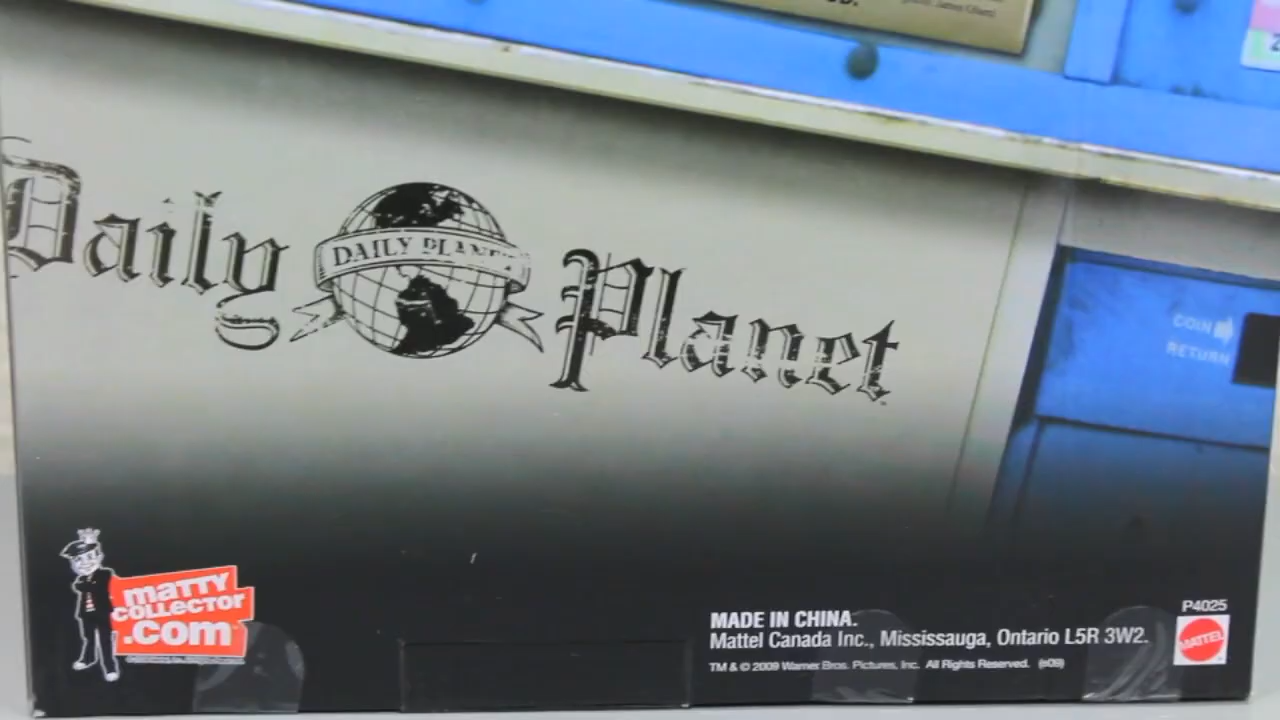 Daily Planet
DAILY PLANET
COIN
RETURN
matty
COLLECTOR
.com
MADE IN CHINA.
Mattel Canada Inc., Mississauga, Ontario L5R 3W2.
TM & © 2009 Warner Bros. Pictures, Inc. All Rights Reserved. (s09)
P4025
MATTEL